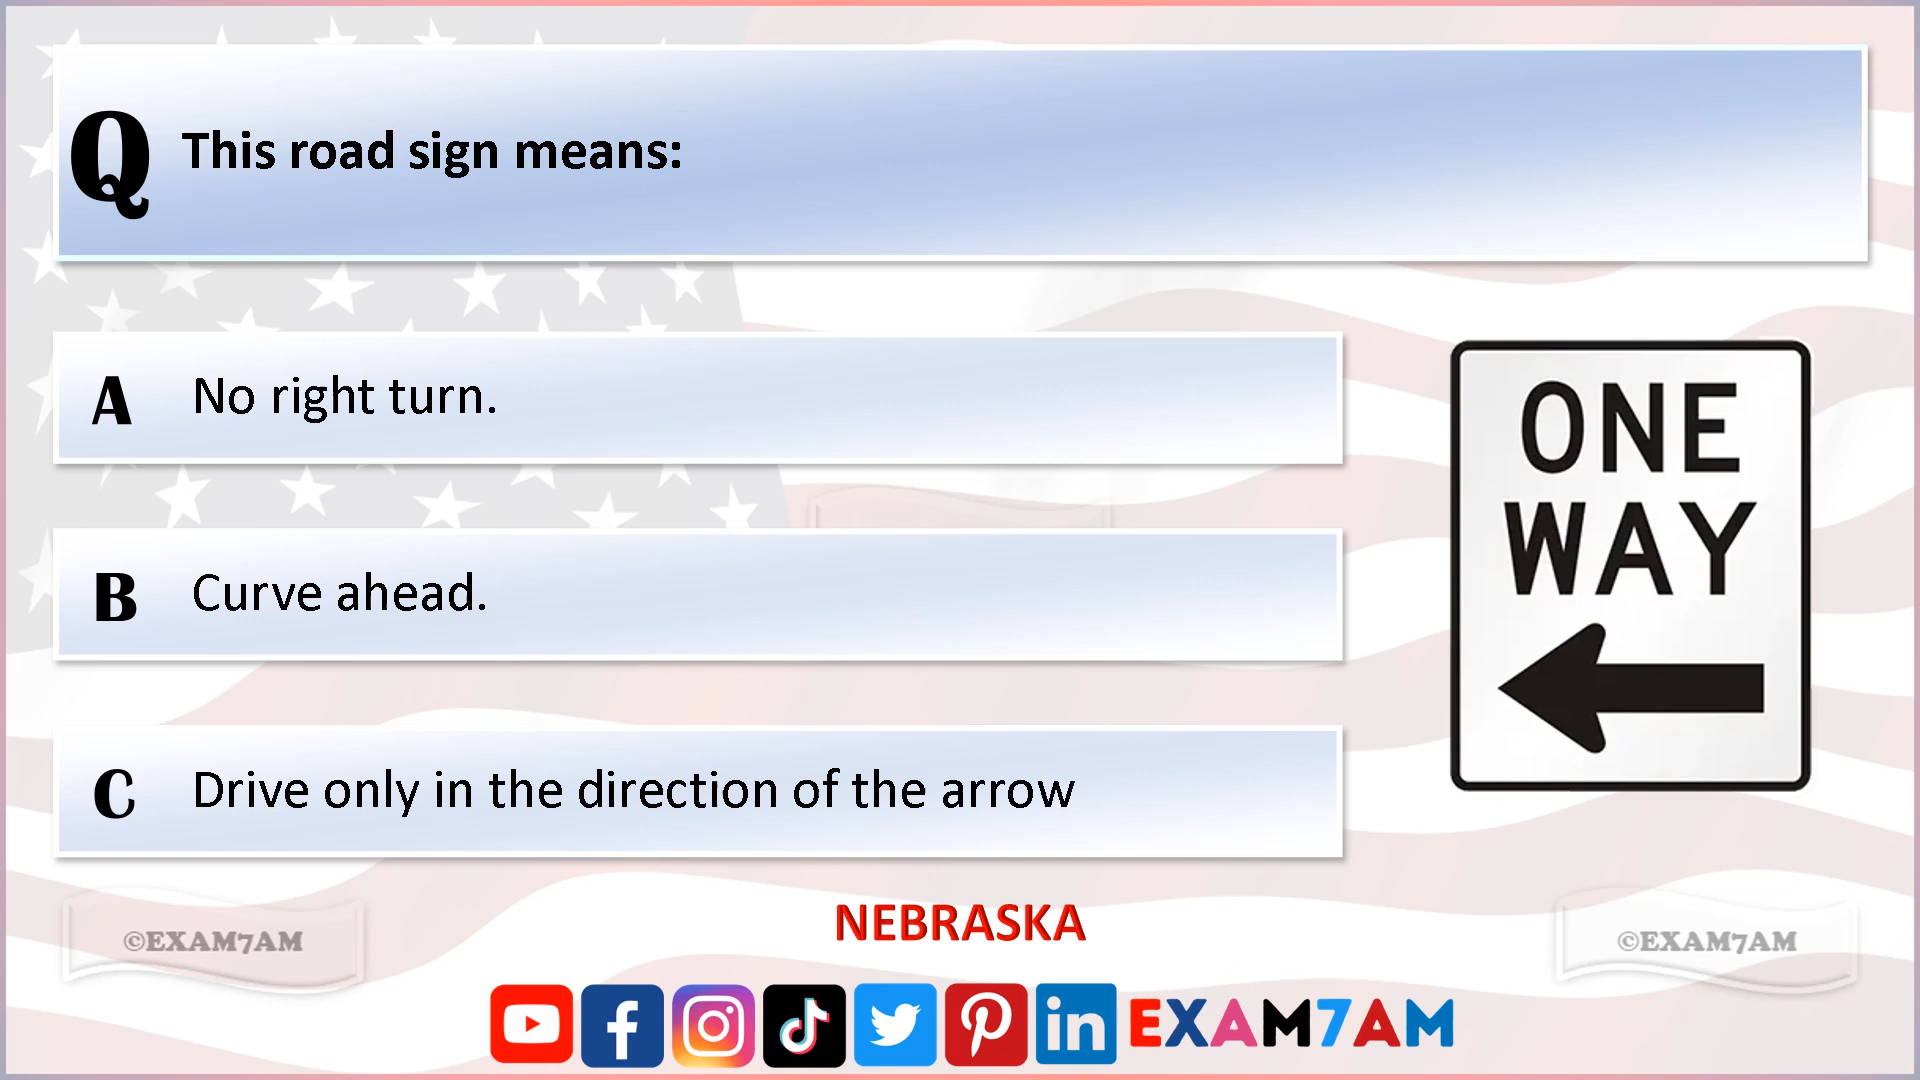 Q This road sign means:
A No right turn.
B Curve ahead.
C Drive only in the direction of the arrow
ONE
WAY
NEBRASKA
©EXAM7AM
©EXAM7AM
EXAM7AM